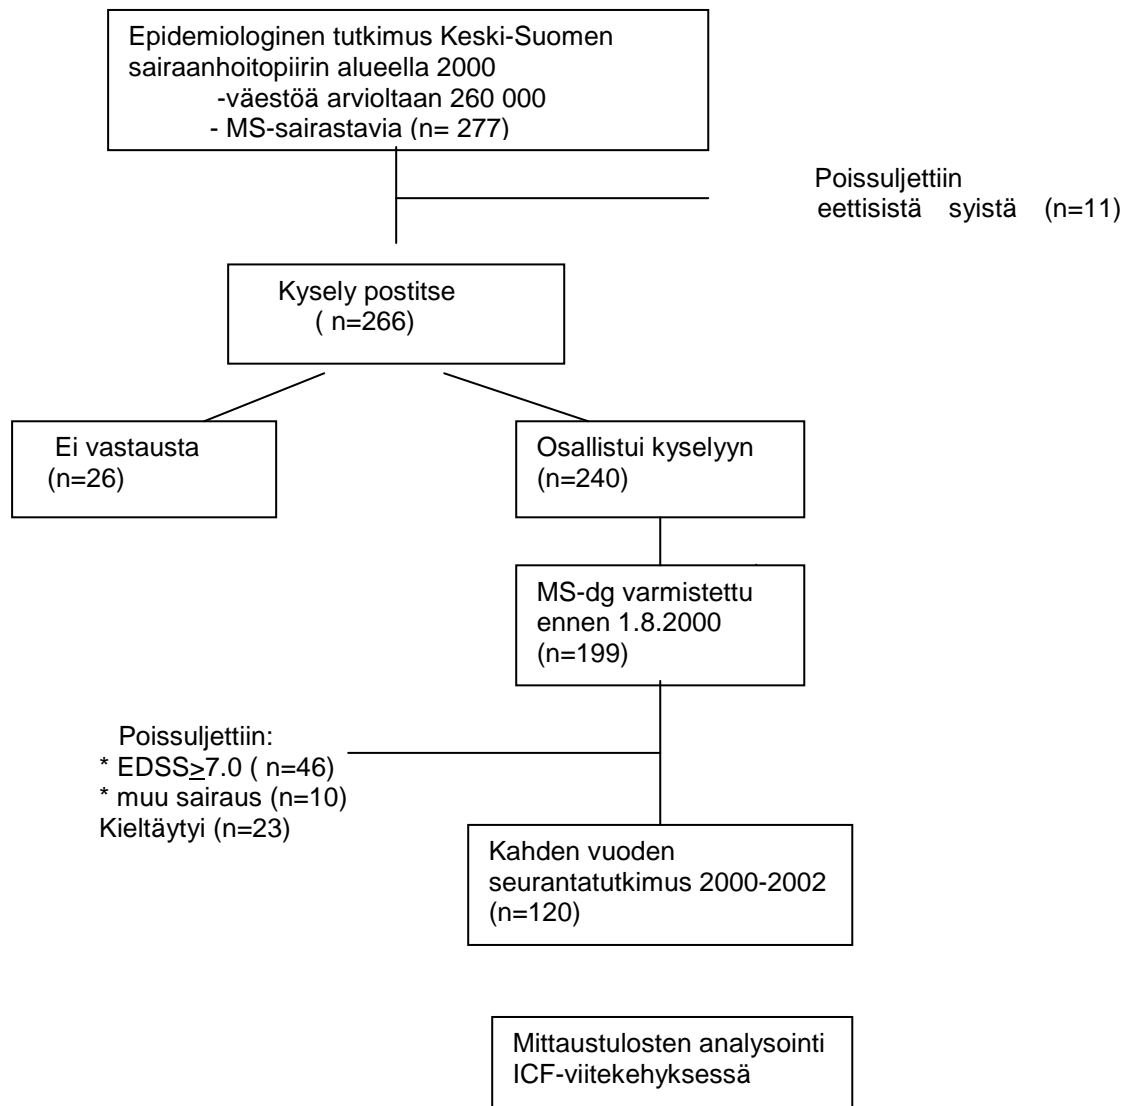 Epidemiologinen tutkimus Keski-Suomen
sairaanhoitopiirin alueella 2000
-väestöä arvioltaan 260 000
- MS-sairastavia (n= 277)
Poissuljettiin
eettisistä syistä (n=11)
Kysely postitse
( n=266)
Ei vastausta
(n=26)
Osallistui kyselyyn
(n=240)
MS-dg varmistettu
ennen 1.8.2000
(n=199)
Poissuljettiin:
* EDSS≥7.0 ( n=46)
* muu sairaus (n=10)
Kieltäytyi (n=23)
Kahden vuoden
seurantatutkimus 2000-2002
(n=120)
Mittaustulosten analysointi
ICF-viitekehyksessä